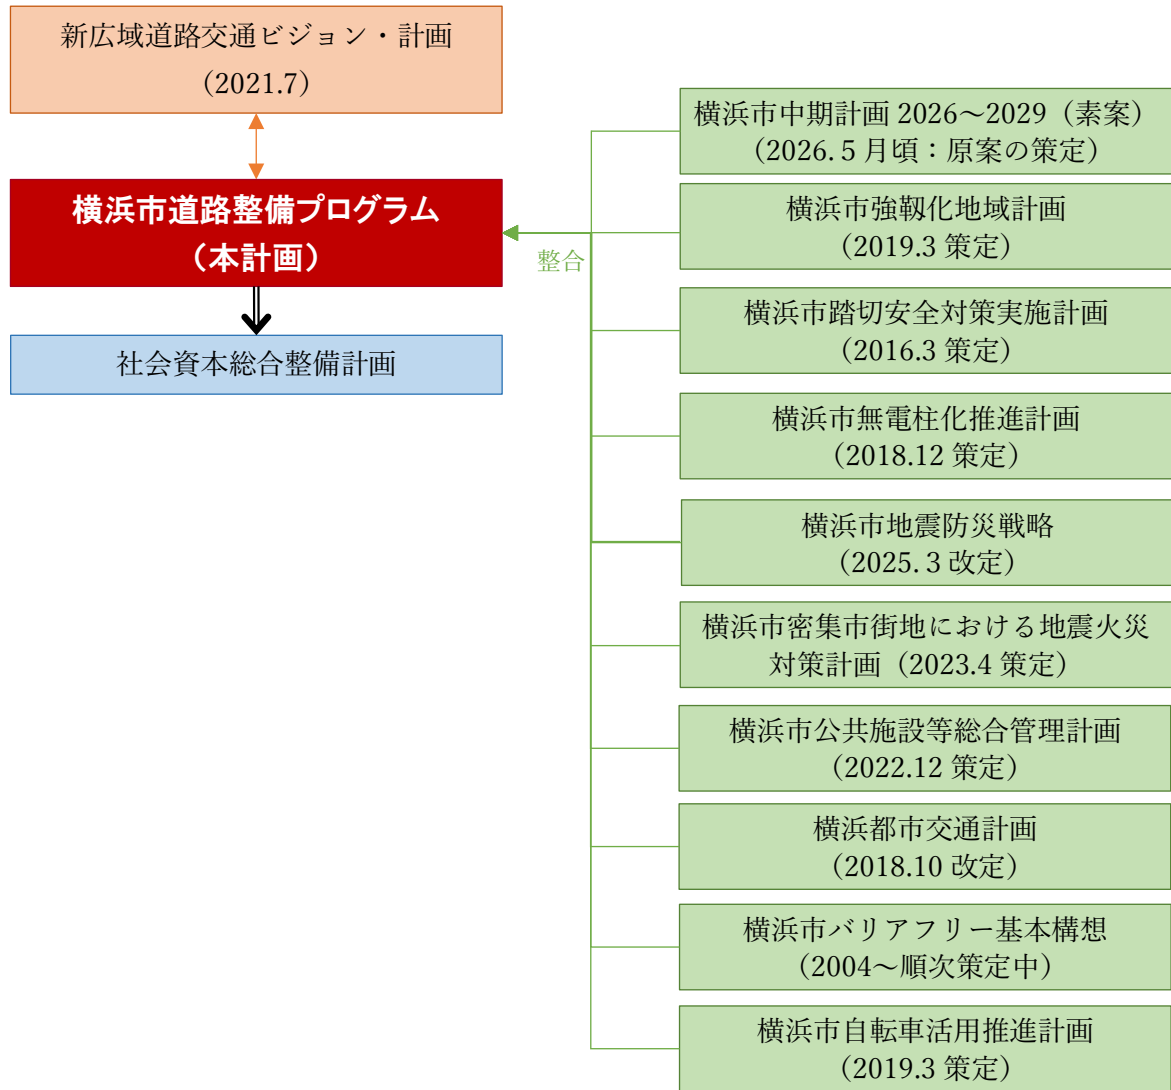 新広域道路交通ビジョン・計画
（2021.7）
横浜市道路整備プログラム
（本計画）
社会資本総合整備計画
整合
横浜市中期計画 2026～2029（素案）
（2026.５月頃：原案の策定）
横浜市強靱化地域計画
（2019.3 策定）
横浜市踏切安全対策実施計画
（2016.3 策定）
横浜市無電柱化推進計画
（2018.12 策定）
横浜市地震防災戦略
（2025.３改定）
横浜市密集市街地における地震火災
対策計画（2023.4 策定）
横浜市公共施設等総合管理計画
（2022.12 策定）
横浜都市交通計画
（2018.10 改定）
横浜市バリアフリー基本構想
（2004～順次策定中）
横浜市自転車活用推進計画
（2019.3 策定）